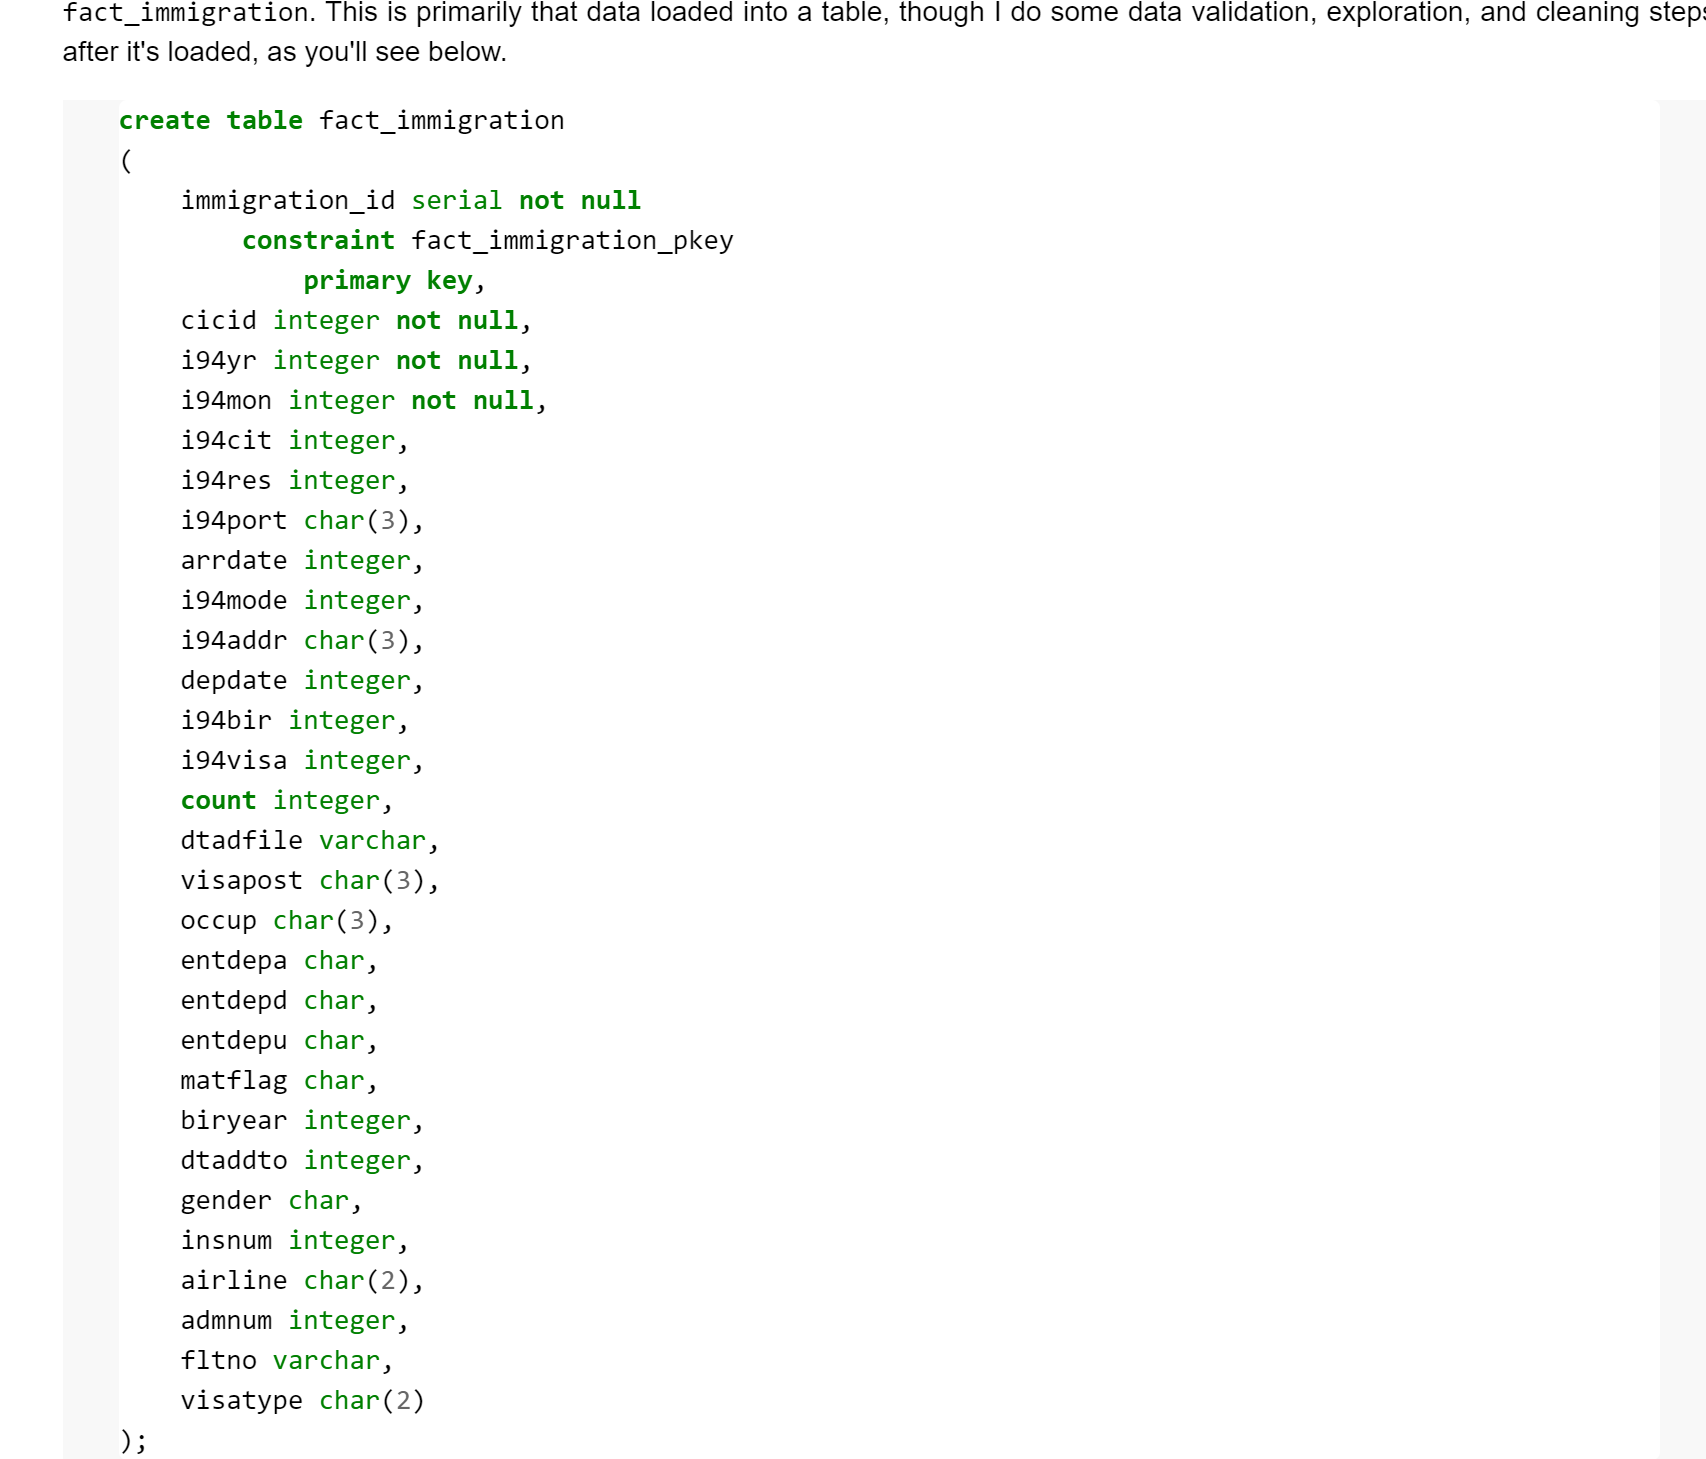 fact_immigration. This is primarily that data loaded into a table, though I do some data validation, exploration, and cleaning steps
after it's loaded, as you'll see below.
create table fact_immigration
(
    immigration_id serial not null
        constraint fact_immigration_pkey
            primary key,
    cicid integer not null,
    i94yr integer not null,
    i94mon integer not null,
    i94cit integer,
    i94res integer,
    i94port char(3),
    arrdate integer,
    i94mode integer,
    i94addr char(3),
    depdate integer,
    i94bir integer,
    i94visa integer,
    count integer,
    dtadfile varchar,
    visapost char(3),
    occup char(3),
    entdepa char,
    entdepd char,
    entdepu char,
    matflag char,
    biryear integer,
    dtaddto integer,
    gender char,
    insnum integer,
    airline char(2),
    admnum integer,
    fltno varchar,
    visatype char(2)
);